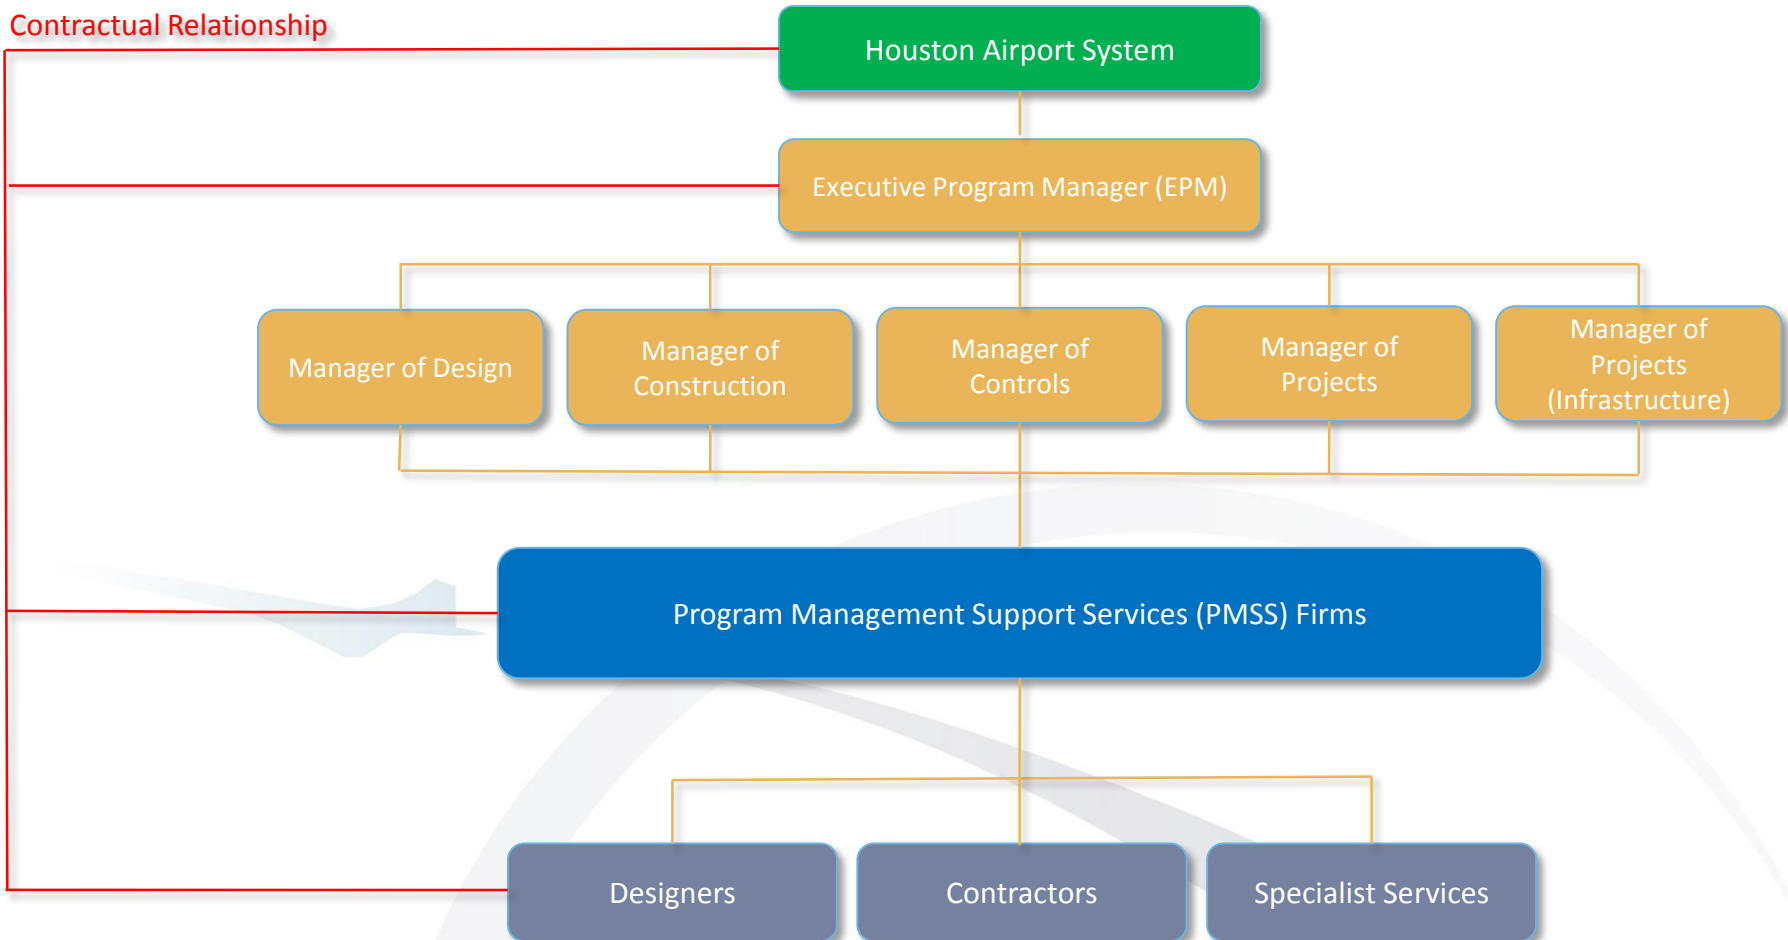 Contractual Relationship
Houston Airport System
Executive Program Manager (EPM)
Manager of Design
Manager of
Construction
Manager of
Controls
Manager of
Projects
Manager of
Projects
(Infrastructure)
Program Management Support Services (PMSS) Firms
Designers
Contractors
Specialist Services